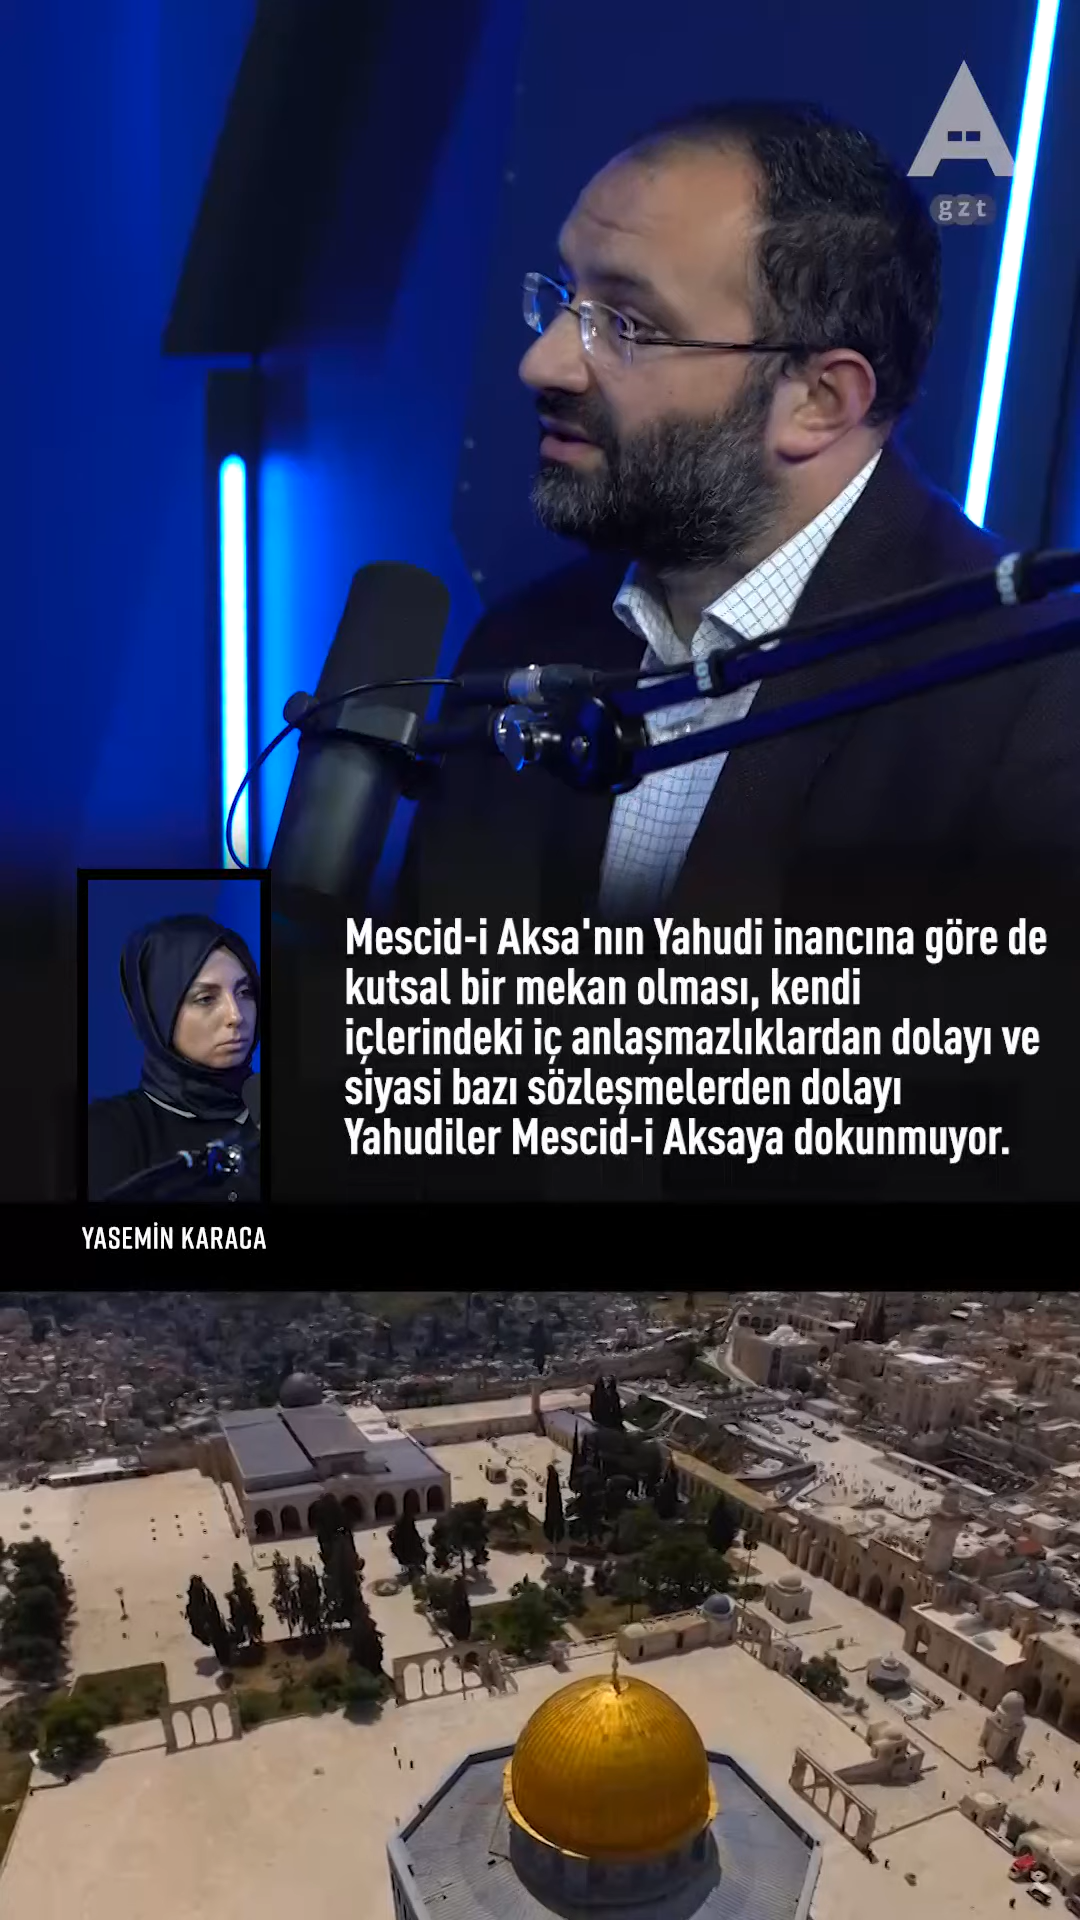 gzt
Mescid-i Aksa'nın Yahudi inancına göre de
kutsal bir mekan olması, kendi
içlerindeki iç anlaşmazlıklardan dolayı ve
siyasi bazı sözleşmelerden dolayı
Yahudiler Mescid-i Aksaya dokunmuyor.
YASEMİN KARACA